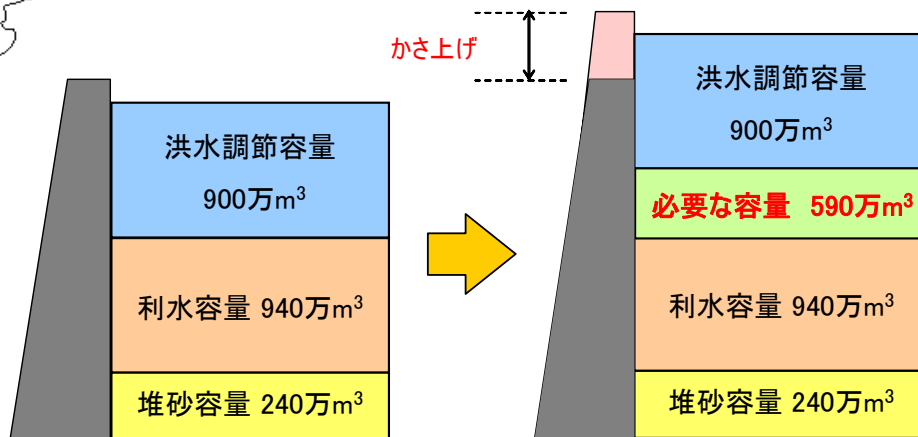 洪水調節容量
900万m³
利水容量 940万m³
堆砂容量 240万m³
かさ上げ
洪水調節容量
900万m³
必要な容量 590万m³
利水容量 940万m³
堆砂容量 240万m³